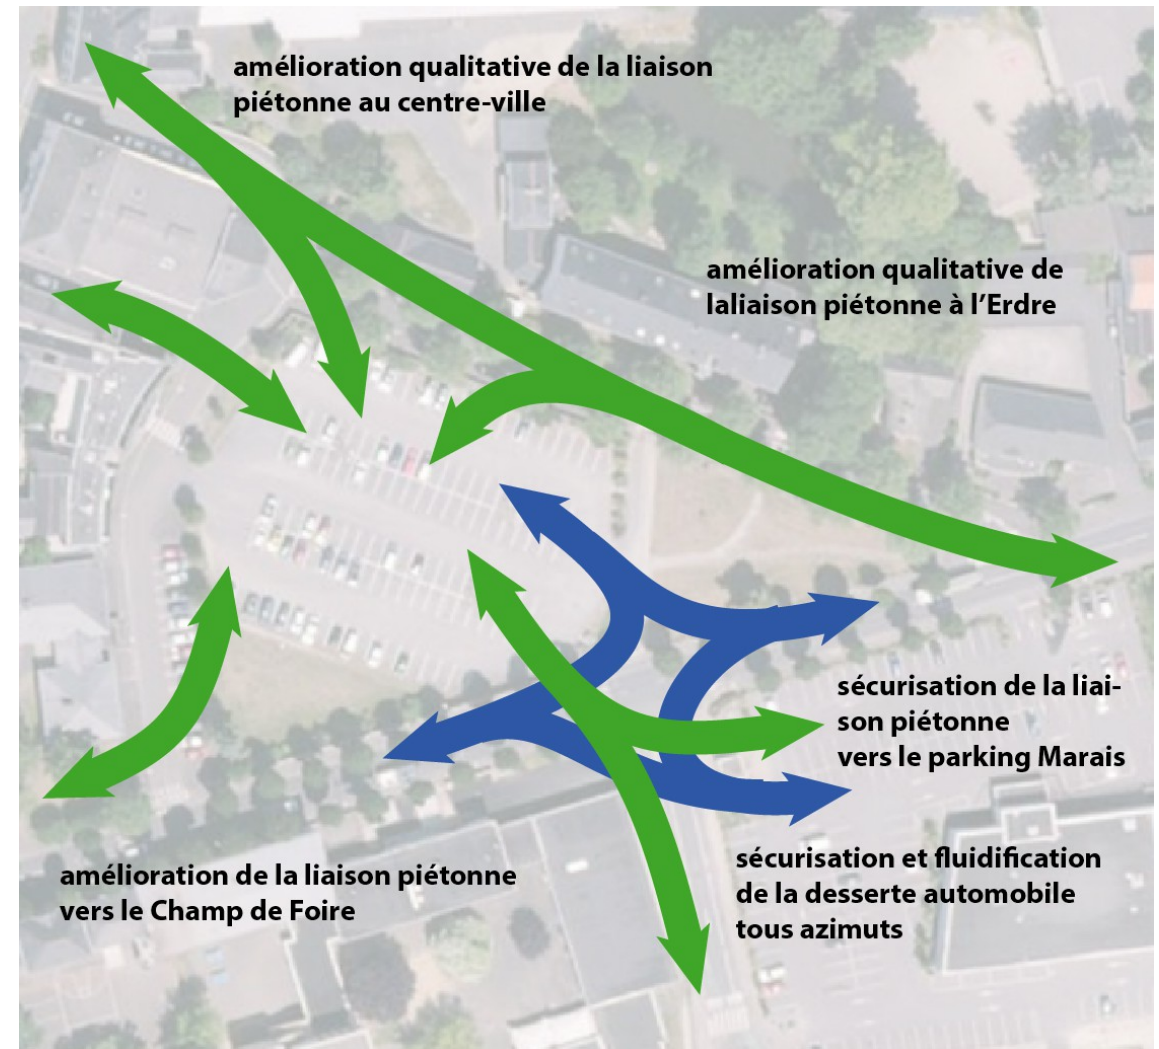 amélioration qualitative de la liaison
piétonne au centre-ville
amélioration qualitative de
laliaison piétonne à l’Erdre
sécurisation de la liai-
son piétonne
vers le parking Marais
sécurisation et fluidification
de la desserte automobile
tous azimuts
amélioration de la liaison piétonne
vers le Champ de Foire